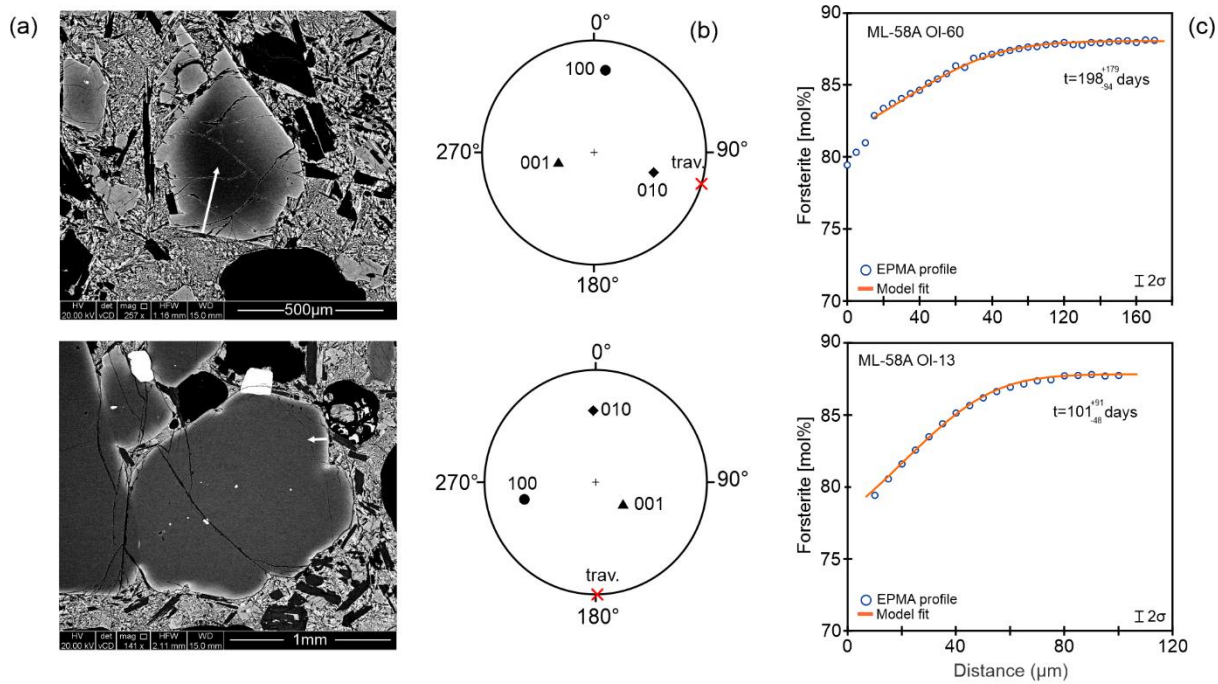 (a)
(b)
(c)
HV det mag □ HFW WD
20.00 kV vCD 257 x 1.16 mm 15.0 mm
500µm
0°
100
270°
90°
001
trav.
010
180°
90
85
80
75
70
Forsterite [mol%]
ML-58A Ol-60
t=198 +179 -94 days
EPMA profile
Model fit
2σ
0 40 40 120 160
HV det mag □ HFW WD
20.00 kV vCD 141 x 2.11 mm 15.0 mm
1mm
0°
010
270°
90°
100
001
trav.
180°
90
85
80
75
70
Forsterite [mol%]
ML-58A Ol-13
t=101 +91 -48 days
EPMA profile
Model fit
2σ
0 40 80 120
Distance (µm)